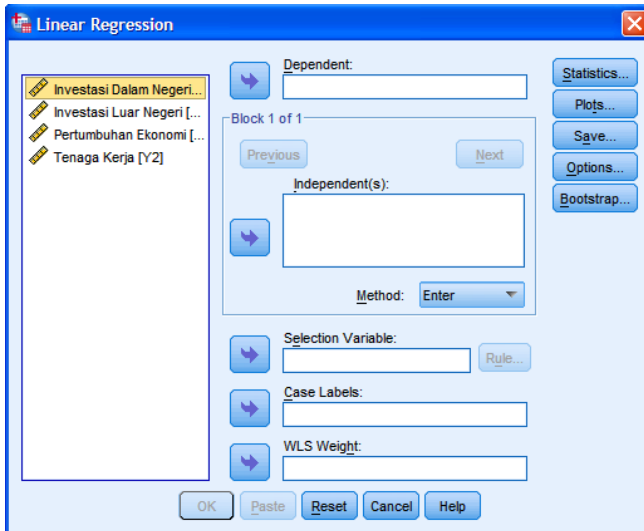 Linear Regression
Investasi Dalam Negeri...
Investasi Luar Negeri [...
Pertumbuhan Ekonomi [...
Tenaga Kerja [Y2]
Dependent:
Block 1 of 1
Previous
Next
Independent(s):
Method:
Enter
Selection Variable:
Rule...
Case Labels:
WLS Weight:
Statistics...
Plots...
Save...
Options...
Bootstrap...
OK
Paste
Reset
Cancel
Help